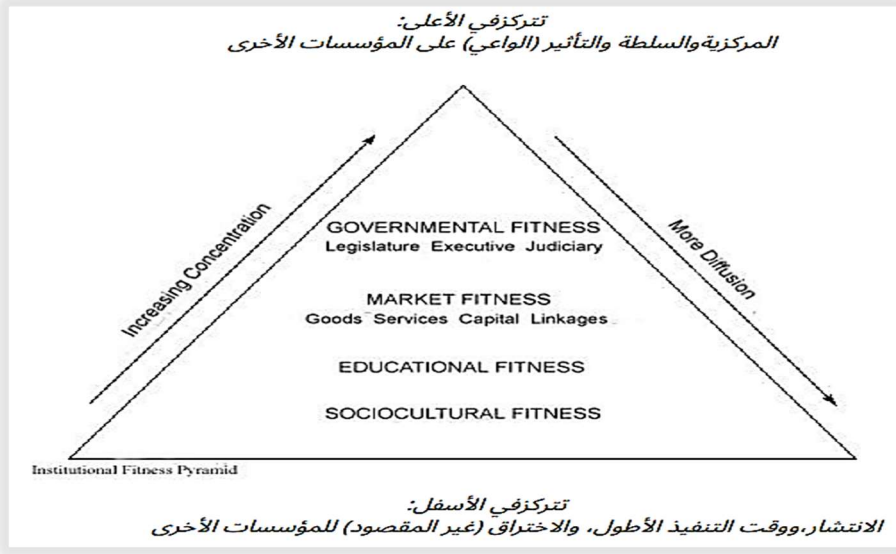 تتركزفي الأعلى:
المركزيةوالسلطة والتأثير (الواعي) على المؤسسات الأخرى
Increasing Concentration
More Diffusion
GOVERNMENTAL FITNESS
Legislature Executive Judiciary
MARKET FITNESS
Goods Services Capital Linkages
EDUCATIONAL FITNESS
SOCIOCULTURAL FITNESS
Institutional Fitness Pyramid
تتركزفي الأسفل:
الانتشار،ووقت التنفيذ الأطول، والاختراق (غير المقصود) للمؤسسات الأخرى